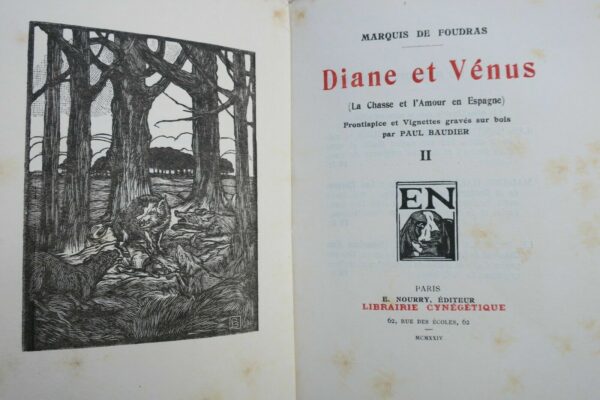 MARQUIS DE FOUDRAS
Diane et Vénus
(La Chasse et l'Amour en Espagne)
Frontispice et Vignettes gravés sur bois
par PAUL BAUDIER
II
EN
PARIS
E. NOURRY, ÉDITEUR
LIBRAIRIE CYNÉGÉTIQUE
62, RUE DES ÉCOLES, 62
MCMXXIV